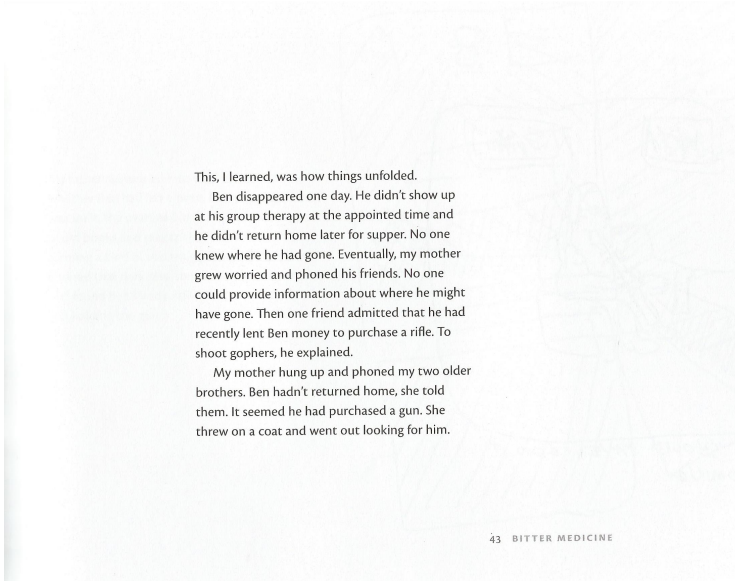 This, I learned, was how things unfolded.
Ben disappeared one day. He didn't show up
at his group therapy at the appointed time and
he didn't return home later for supper. No one
knew where he had gone. Eventually, my mother
grew worried and phoned his friends. No one
could provide information about where he might
have gone. Then one friend admitted that he had
recently lent Ben money to purchase a rifle. To
shoot gophers, he explained.
My mother hung up and phoned my two older
brothers. Ben hadn't returned home, she told
them. It seemed he had purchased a gun. She
threw on a coat and went out looking for him.
43 BITTER MEDICINE